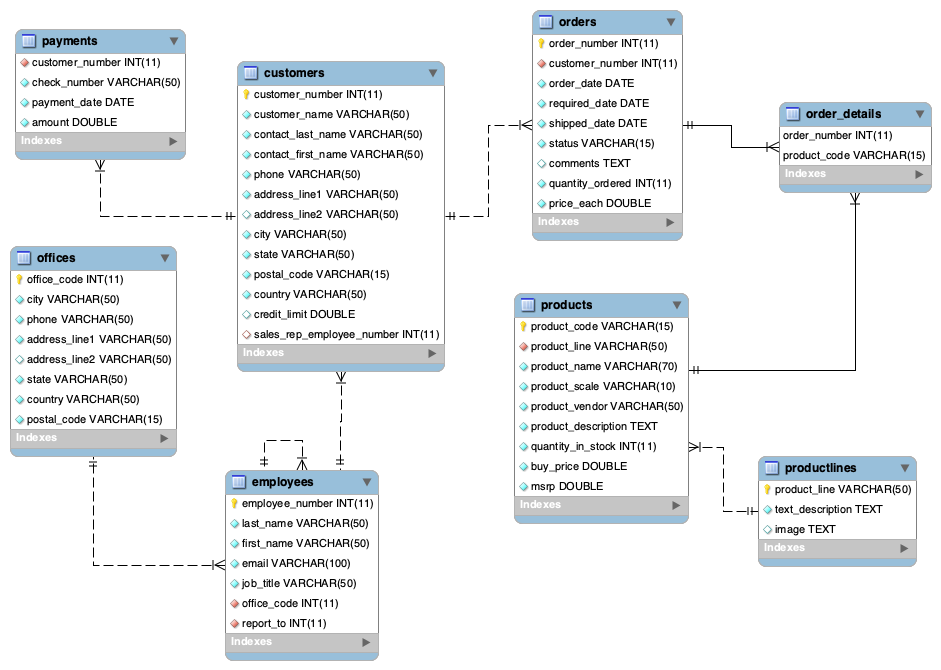 payments
customer_number INT(11)
check_number VARCHAR(50)
payment_date DATE
amount DOUBLE
Indexes
customers
customer_number INT(11)
customer_name VARCHAR(50)
contact_last_name VARCHAR(50)
contact_first_name VARCHAR(50)
phone VARCHAR(50)
address_line1 VARCHAR(50)
address_line2 VARCHAR(50)
city VARCHAR(50)
state VARCHAR(50)
postal_code VARCHAR(15)
country VARCHAR(50)
credit_limit DOUBLE
sales_rep_employee_number INT(11)
Indexes
orders
order_number INT(11)
customer_number INT(11)
order_date DATE
required_date DATE
shipped_date DATE
status VARCHAR(15)
comments TEXT
quantity_ordered INT(11)
price_each DOUBLE
Indexes
order_details
order_number INT(11)
product_code VARCHAR(15)
Indexes
offices
office_code INT(11)
city VARCHAR(50)
phone VARCHAR(50)
address_line1 VARCHAR(50)
address_line2 VARCHAR(50)
state VARCHAR(50)
country VARCHAR(50)
postal_code VARCHAR(15)
Indexes
products
product_code VARCHAR(15)
product_line VARCHAR(50)
product_name VARCHAR(70)
product_scale VARCHAR(10)
product_vendor VARCHAR(50)
product_description TEXT
quantity_in_stock INT(11)
buy_price DOUBLE
msrp DOUBLE
Indexes
employees
employee_number INT(11)
last_name VARCHAR(50)
first_name VARCHAR(50)
email VARCHAR(100)
job_title VARCHAR(50)
office_code INT(11)
report_to INT(11)
Indexes
productlines
product_line VARCHAR(50)
text_description TEXT
image TEXT
Indexes